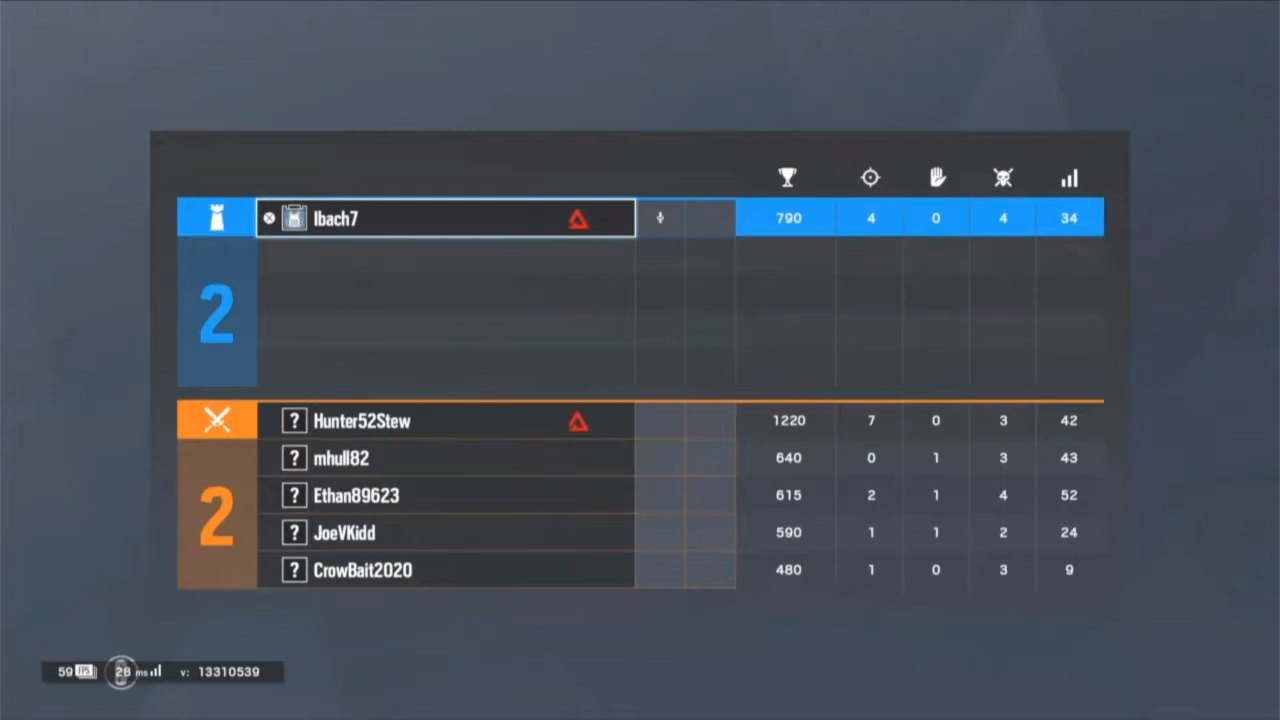 lbach7 790 4 0 4 34
2
Hunter52Stew 1220 7 0 3 42
? mhull82 640 0 1 3 43
? Ethan89623 615 2 1 4 52
2
? JoeVKidd 590 1 1 2 24
? CrowBait2020 480 1 0 3 9
59 FPS 28 ms v: 13310539